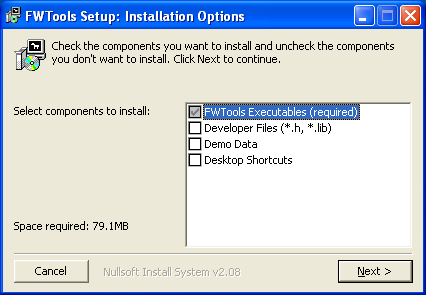 FWTools Setup: Installation Options
Check the components you want to install and uncheck the components
you don't want to install. Click Next to continue.
Select components to install:
FWTools Executables (required)
Developer Files (*.h, *.lib)
Demo Data
Desktop Shortcuts
Space required: 79.1MB
Cancel
Nullsoft Install System v2.08
Next >